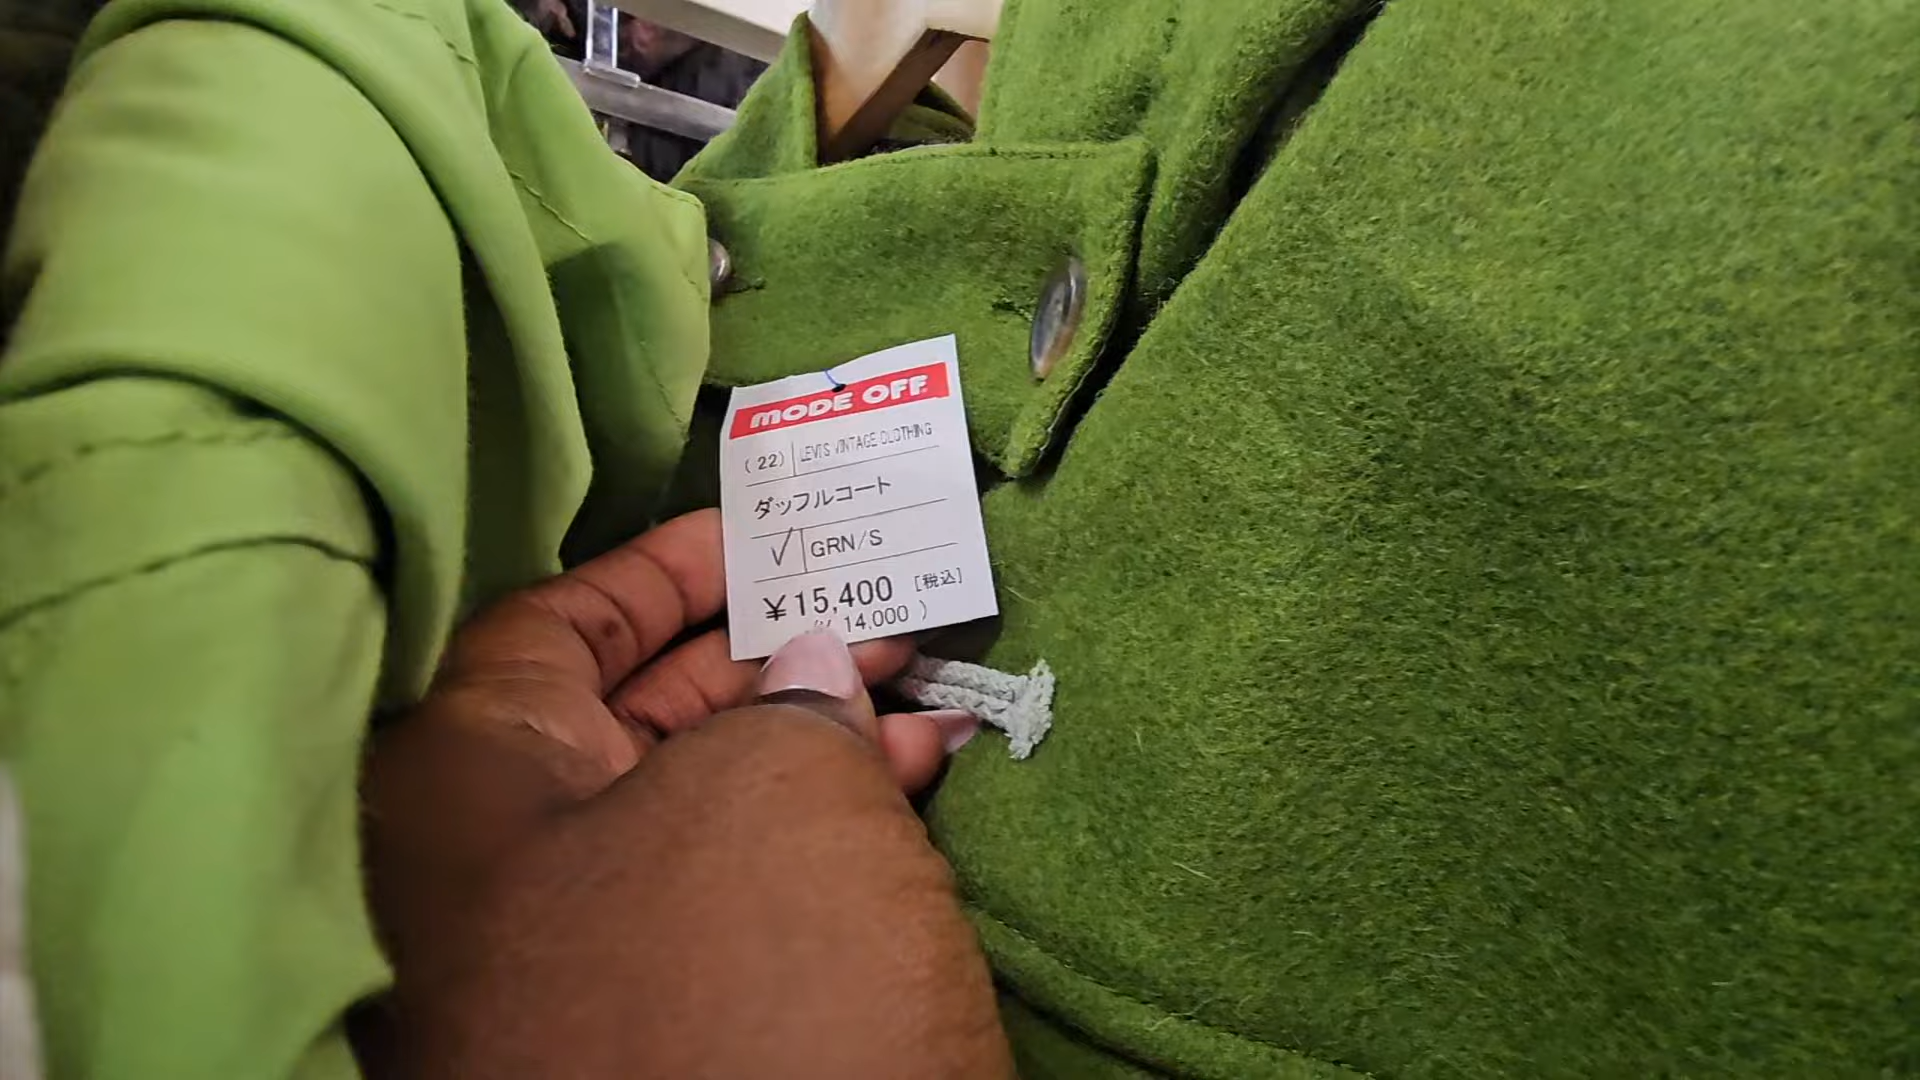 MODE OFF
(22) LEVI'S VINTAGE CLOTHING
ダッフルコート
✓ GRN/S
¥15,400 [税込]
14,000 )